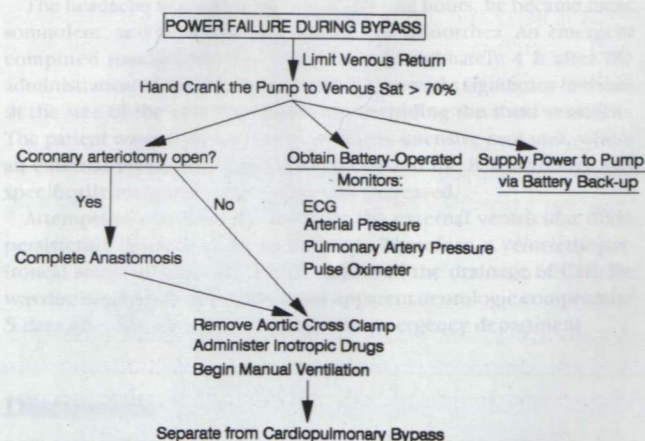 POWER FAILURE DURING BYPASS
Limit Venous Return
Hand Crank the Pump to Venous Sat > 70%
Coronary arteriotomy open?
Obtain Battery-Operated
Monitors:
Supply Power to Pump
via Battery Back-up
Yes
No
ECG
Arterial Pressure
Pulmonary Artery Pressure
Pulse Oximeter
Complete Anastomosis
Remove Aortic Cross Clamp
Administer Inotropic Drugs
Begin Manual Ventilation
Separate from Cardiopulmonary Bypass